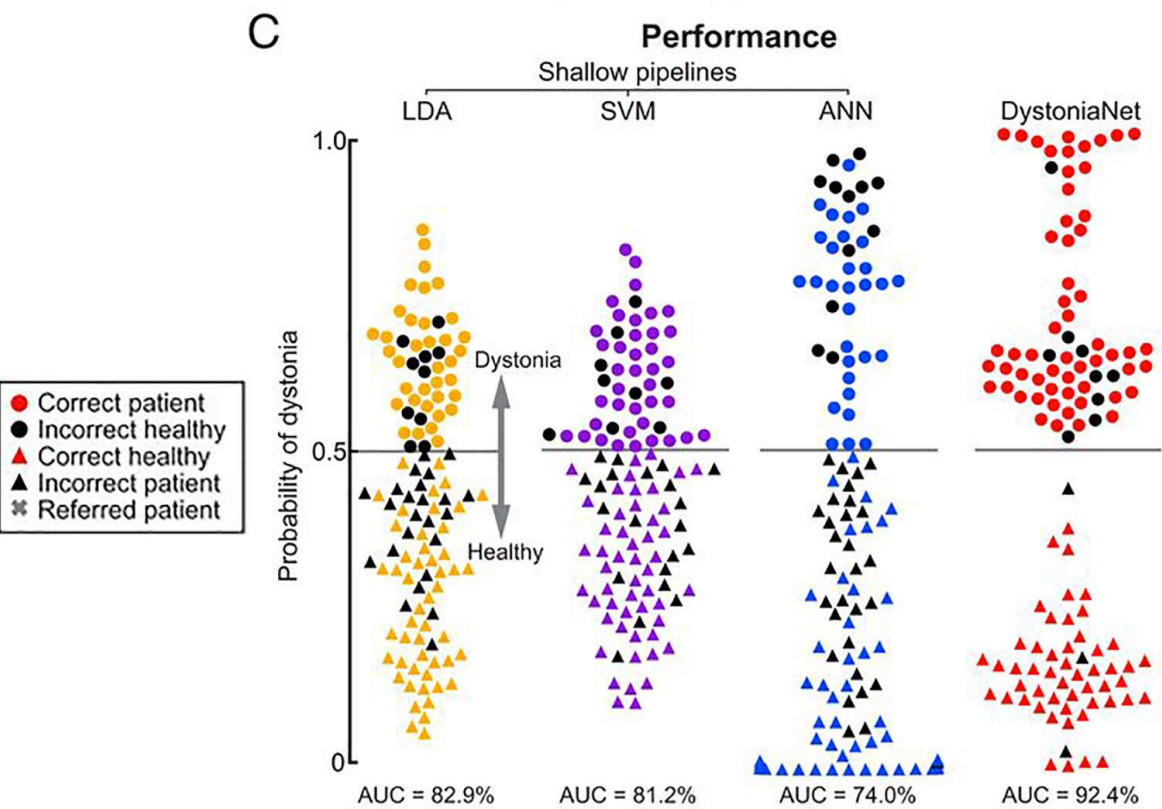 C
Performance
Shallow pipelines
LDA
SVM
ANN
DystoniaNet
1.0
Dystonia
Correct patient
Incorrect healthy
Correct healthy
Incorrect patient
Referred patient
0.5
Probability of dystonia
Healthy
0
AUC = 82.9%
AUC = 81.2%
AUC = 74.0%
AUC = 92.4%